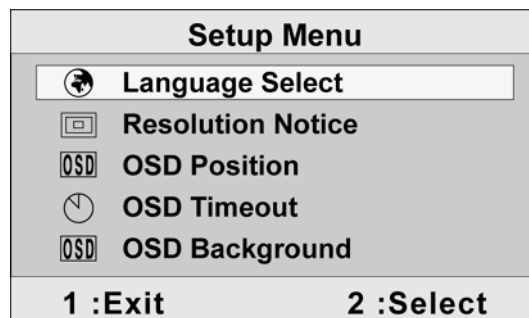 Setup Menu
Language Select
Resolution Notice
OSD OSD Position
OSD Timeout
OSD OSD Background
1 :Exit 2 :Select